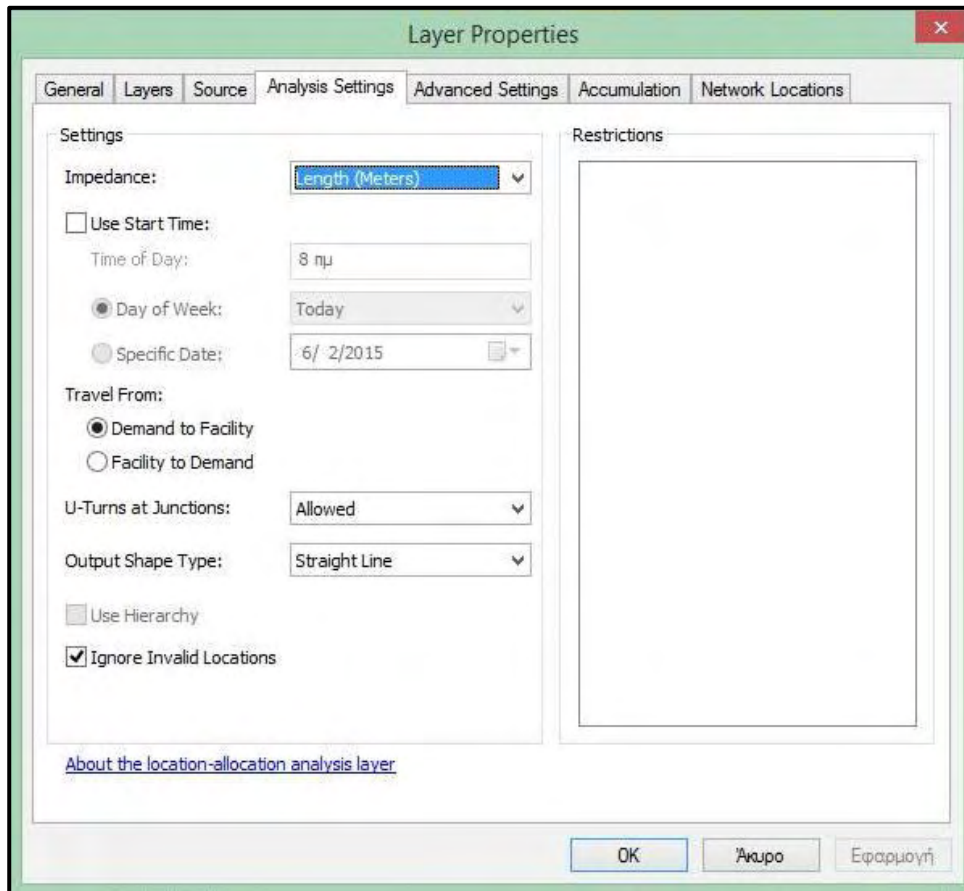 Layer Properties
General Layers Source Analysis Settings Advanced Settings Accumulation Network Locations
Settings
Impedance: Length (Meters)
Use Start Time:
Time of Day: 8 πμ
Day of Week: Today
Specific Date: 6/ 2/2015
Travel From:
Demand to Facility
Facility to Demand
U-Turns at Junctions: Allowed
Output Shape Type: Straight Line
Use Hierarchy
Ignore Invalid Locations
Restrictions
About the location-allocation analysis layer
OK Άκυρο Εφαρμογή